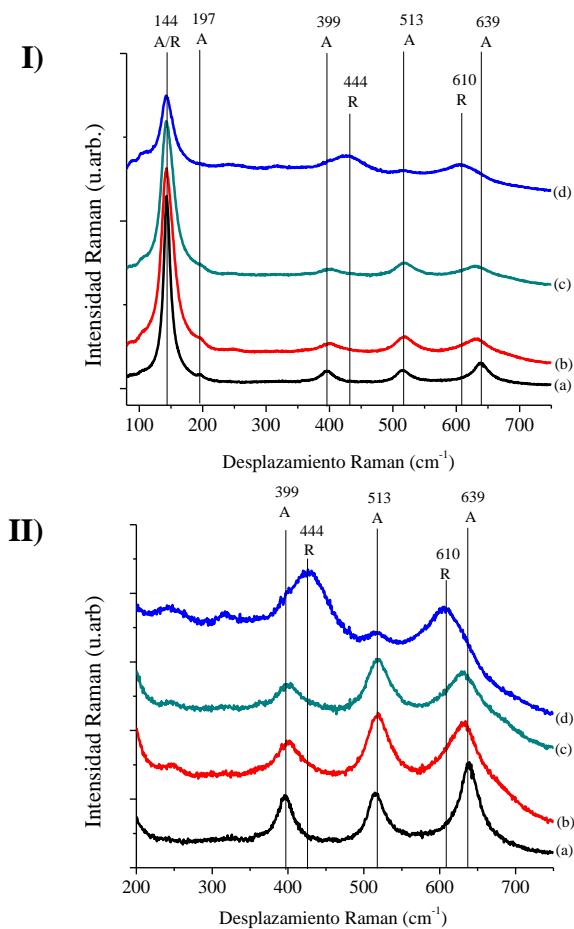 I)
144
A/R
197
A
399
A
444
R
513
A
610
R
639
A
Intensidad Raman (u.arb.)
(d)
(c)
(b)
(a)
100 200 300 400 500 600 700
Desplazamiento Raman (cm-1)
II)
399
A
444
R
513
A
610
R
639
A
Intensidad Raman (u.arb)
(d)
(c)
(b)
(a)
200 300 400 500 600 700
Desplazamiento Raman (cm-1)